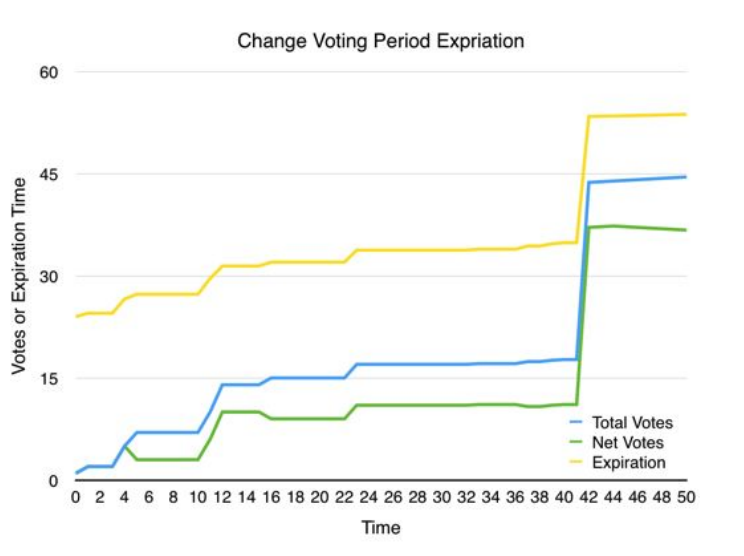 Change Voting Period Expriation
60
45
30
15
0
Votes or Expiration Time
Total Votes
Net Votes
Expiration
0 2 4 6 8 10 12 14 16 18 20 22 24 26 28 30 32 34 36 38 40 42 44 46 48 50
Time